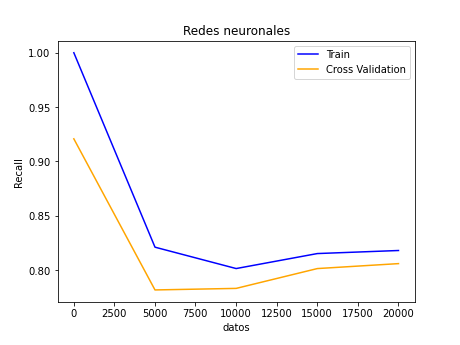 Redes neuronales
Train
Cross Validation
Recall
1.00
0.95
0.90
0.85
0.80
0 2500 5000 7500 10000 12500 15000 17500 20000
datos